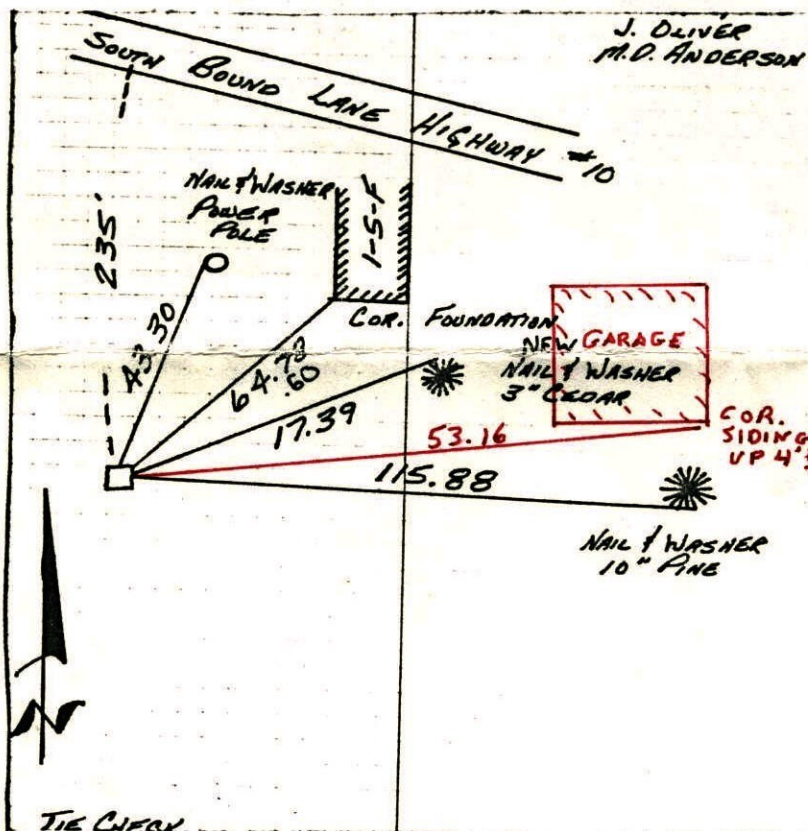 J. OLIVER
M.D. ANDERSON
SOUTH BOUND LANE HIGHWAY #10
235'
NAIL & WASHER
POWER
POLE
1-S-F
43.30
COR. FOUNDATION
64.73
.60
NEW GARAGE
NAIL & WASHER
3" CEDAR
17.39
53.16
COR.
SIDING
UP 4'±
115.88
NAIL & WASHER
10" PINE
N
TIE CHECK